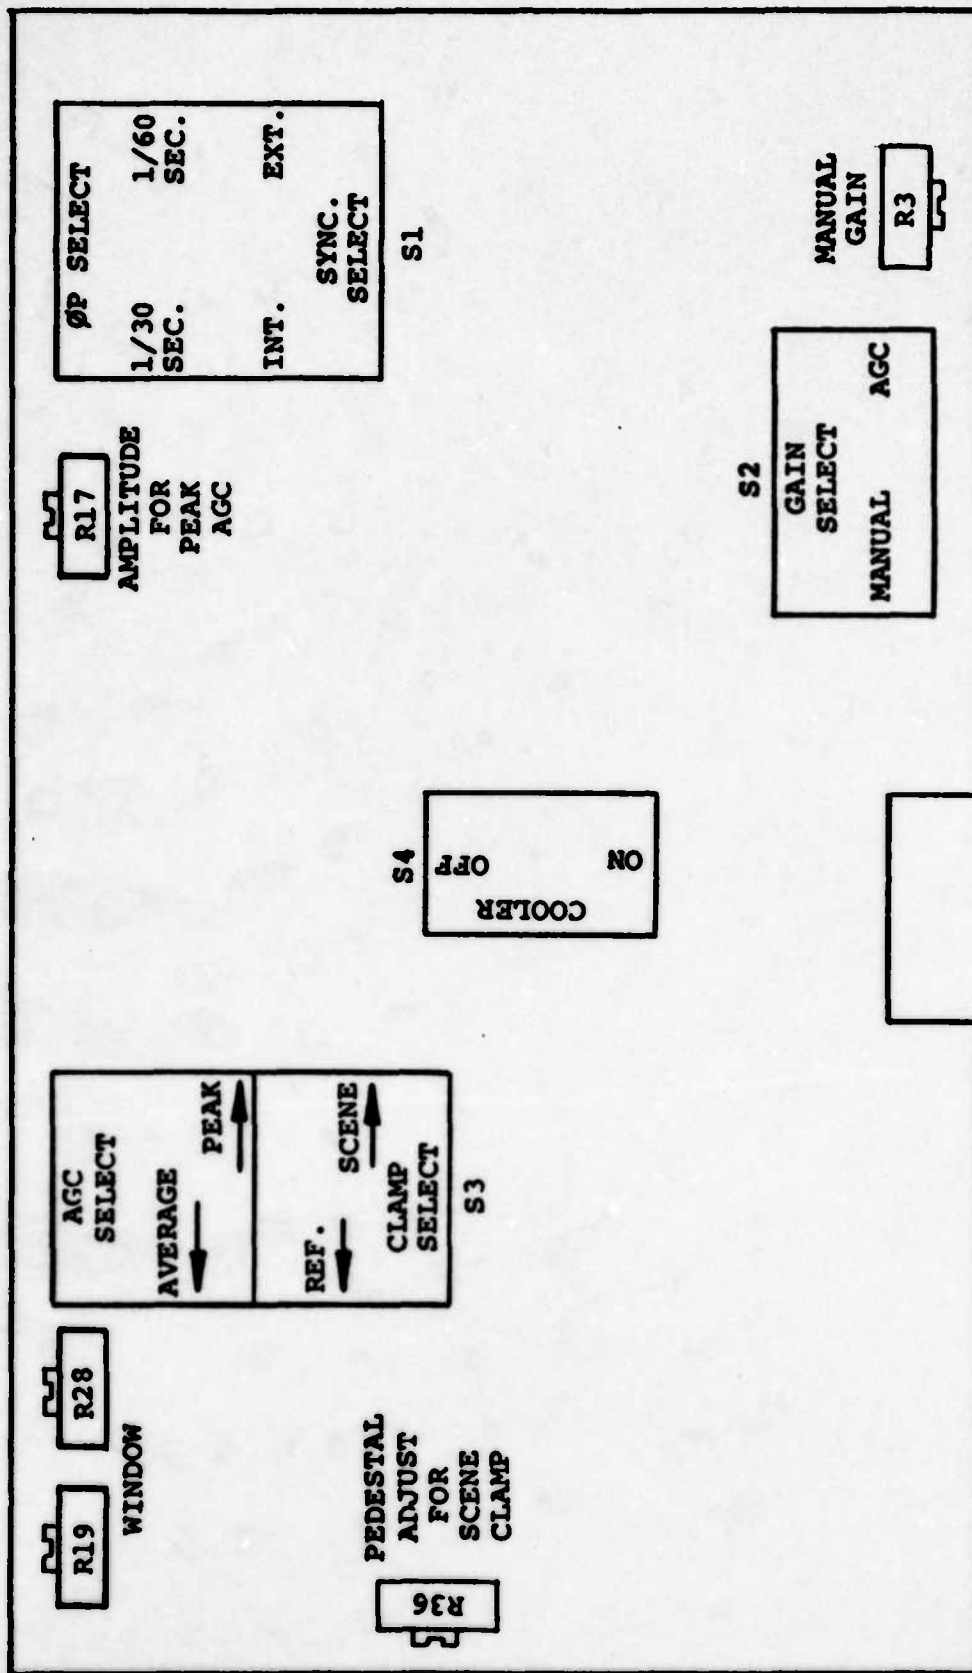 R19
R28
WINDOW
AGC
SELECT
AVERAGE
PEAK
REF.
SCENE
CLAMP
SELECT
S3
R17
AMPLITUDE
FOR
PEAK
AGC
ØP SELECT
1/30 1/60
SEC. SEC.
INT. EXT.
SYNC.
SELECT
S1
R36
PEDESTAL
ADJUST
FOR
SCENE
CLAMP
S4
COOLER
OFF
ON
S2
GAIN
SELECT
MANUAL AGC
MANUAL
GAIN
R3